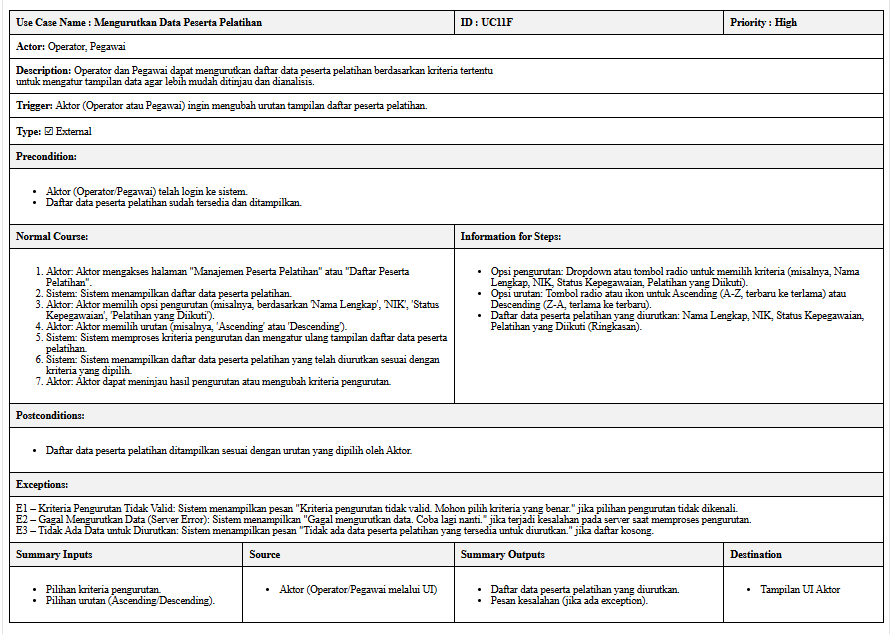 Use Case Name : Mengurutkan Data Peserta Pelatihan
ID : UC11F
Priority : High
Actor: Operator, Pegawai
Description: Operator dan Pegawai dapat mengurutkan daftar data peserta pelatihan berdasarkan kriteria tertentu
untuk mengatur tampilan data agar lebih mudah ditinjau dan dianalisis.
Trigger: Aktor (Operator atau Pegawai) ingin mengubah urutan tampilan daftar peserta pelatihan.
Type: ☑ External
Precondition:
• Aktor (Operator/Pegawai) telah login ke sistem.
• Daftar data peserta pelatihan sudah tersedia dan ditampilkan.
Normal Course:
1. Aktor: Aktor mengakses halaman "Manajemen Peserta Pelatihan" atau "Daftar Peserta
Pelatihan".
2. Sistem: Sistem menampilkan daftar data peserta pelatihan.
3. Aktor: Aktor memilih opsi pengurutan (misalnya, berdasarkan 'Nama Lengkap', 'NIK', 'Status
Kepegawaian', 'Pelatihan yang Diikuti').
4. Aktor: Aktor memilih urutan (misalnya, 'Ascending' atau 'Descending').
5. Sistem: Sistem memproses kriteria pengurutan dan mengatur ulang tampilan daftar data peserta
pelatihan.
6. Sistem: Sistem menampilkan daftar data peserta pelatihan yang telah diurutkan sesuai dengan
kriteria yang dipilih.
7. Aktor: Aktor dapat meninjau hasil pengurutan atau mengubah kriteria pengurutan.
Information for Steps:
• Opsi pengurutan: Dropdown atau tombol radio untuk memilih kriteria (misalnya, Nama
Lengkap, NIK, Status Kepegawaian, Pelatihan yang Diikuti).
• Opsi urutan: Tombol radio atau ikon untuk Ascending (A-Z, terbaru ke terlama) atau
Descending (Z-A, terlama ke terbaru).
• Daftar data peserta pelatihan yang diurutkan: Nama Lengkap, NIK, Status Kepegawaian,
Pelatihan yang Diikuti (Ringkasan).
Postconditions:
• Daftar data peserta pelatihan ditampilkan sesuai dengan urutan yang dipilih oleh Aktor.
Exceptions:
E1 – Kriteria Pengurutan Tidak Valid: Sistem menampilkan pesan "Kriteria pengurutan tidak valid. Mohon pilih kriteria yang benar." jika pilihan pengurutan tidak dikenali.
E2 – Gagal Mengurutkan Data (Server Error): Sistem menampilkan "Gagal mengurutkan data. Coba lagi nanti." jika terjadi kesalahan pada server saat memproses pengurutan.
E3 – Tidak Ada Data untuk Diurutkan: Sistem menampilkan pesan "Tidak ada data peserta pelatihan yang tersedia untuk diurutkan." jika daftar kosong.
Summary Inputs
Source
Summary Outputs
Destination
• Pilihan kriteria pengurutan.
• Pilihan urutan (Ascending/Descending).
• Aktor (Operator/Pegawai melalui UI)
• Daftar data peserta pelatihan yang diurutkan.
• Pesan kesalahan (jika ada exception).
• Tampilan UI Aktor